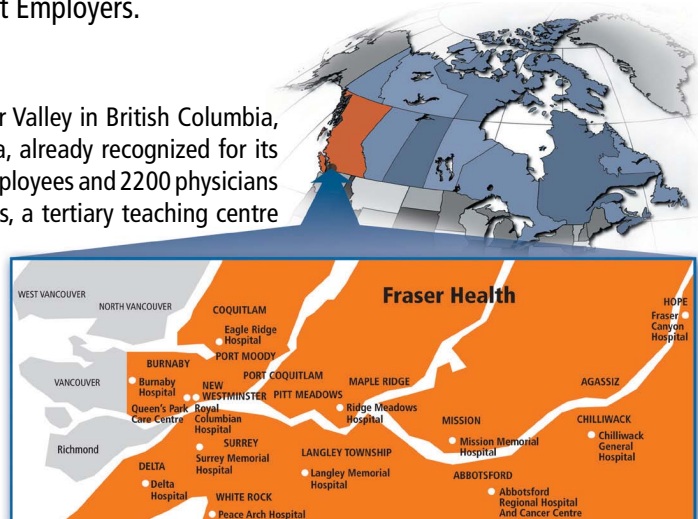 t Employers.
r Valley in British Columbia,
a, already recognized for its
ployees and 2200 physicians
s, a tertiary teaching centre
Fraser Health
WEST VANCOUVER
NORTH VANCOUVER
COQUITLAM
HOPE
Fraser
Canyon
Hospital
Eagle Ridge
Hospital
PORT MOODY
BURNABY
PORT COQUITLAM
VANCOUVER
Burnaby
Hospital
NEW
WESTMINSTER
PITT MEADOWS
MAPLE RIDGE
AGASSIZ
Queen's Park
Care Centre
Royal
Columbian
Hospital
Ridge Meadows
Hospital
MISSION
CHILLIWACK
Richmond
SURREY
Surrey Memorial
Hospital
LANGLEY TOWNSHIP
Mission Memorial
Hospital
Chilliwack
General
Hospital
DELTA
Delta
Hospital
Langley Memorial
Hospital
ABBOTSFORD
WHITE ROCK
Peace Arch Hospital
Abbotsford
Regional Hospital
And Cancer Centre